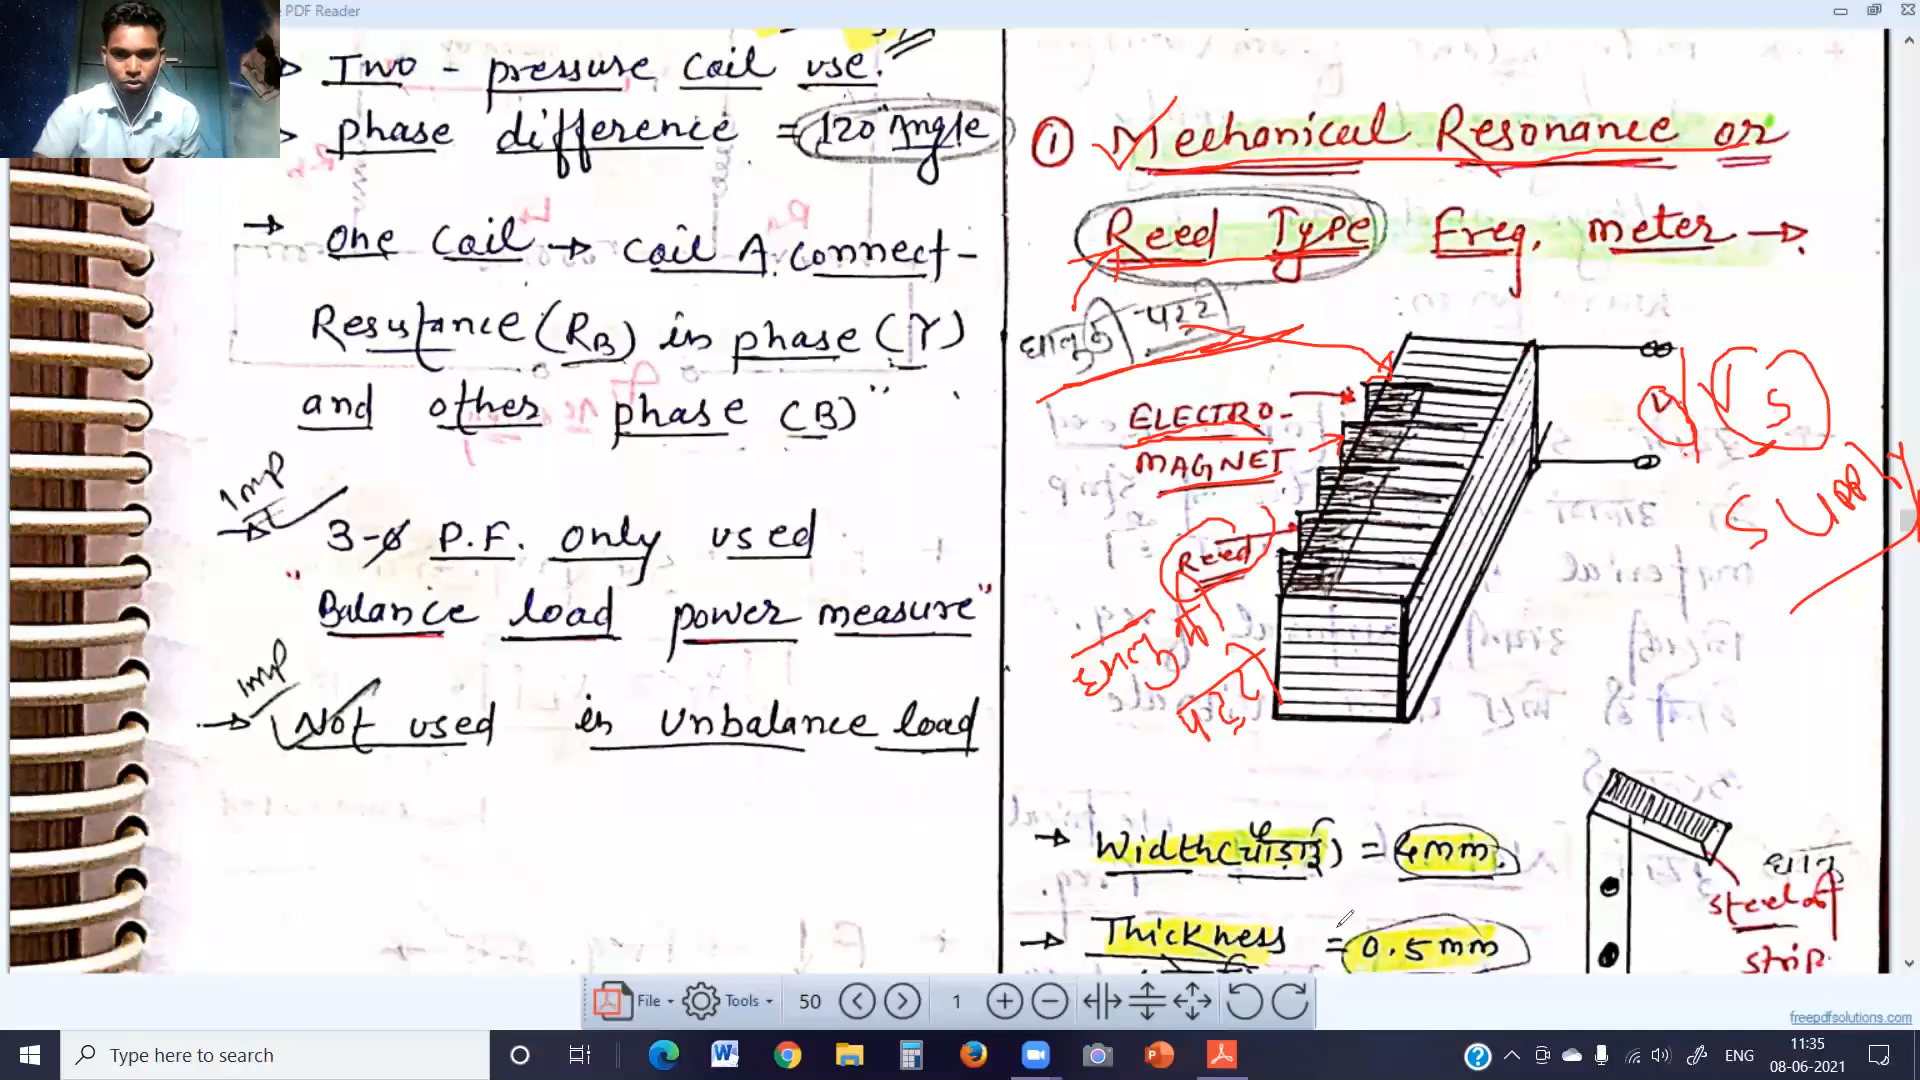 PDF Reader
Two - pressure coil use.
phase difference = 120° Angle
→ One coil → coil A. connect-
Resistance (RB) in phase (Y)
and other phase (B)"
Imp
→ 3-ø P.F. only used
"Balance load power measure"
Imp
→ Not used in Unbalance load
① Mechanical Resonance or
Reed Type Freq. meter →
धातु की पत्ती
ELECTRO-
MAGNET
Reed
धातु की
पत्ती
V
V S
SUPPLY
→ Width (चौड़ाई) = 4mm.
→ Thickness = 0.5mm
धातु
steel of
strip.
File
Tools
50
1
freepdfsolutions.com
Type here to search
ENG
11:35
08-06-2021